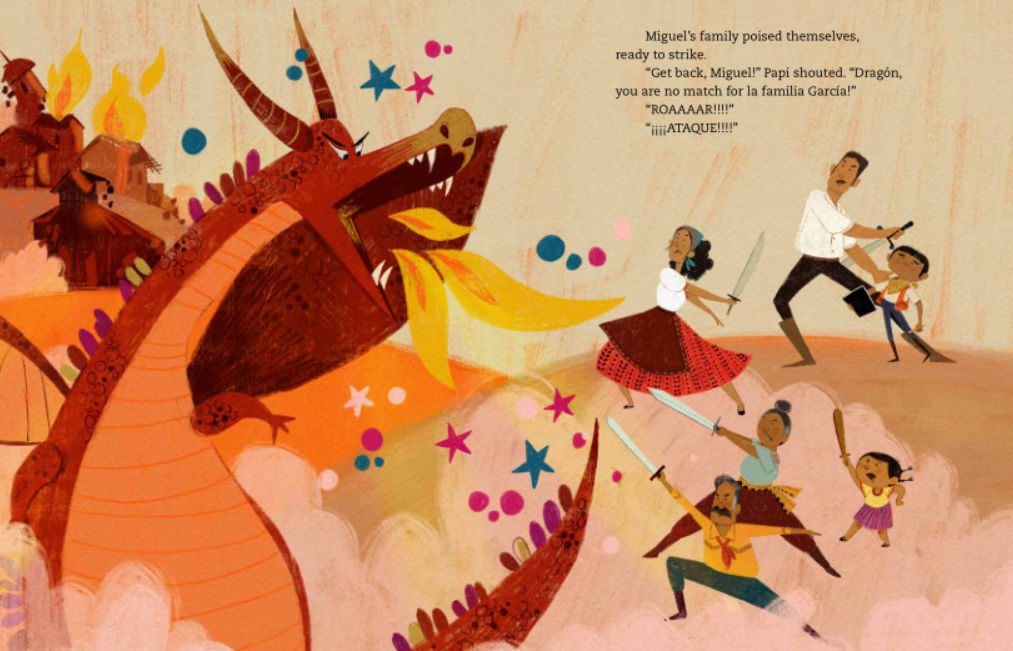 Miguel’s family poised themselves,
ready to strike.
“Get back, Miguel!” Papi shouted. “Dragón,
you are no match for la familia García!”
“ROAAAAR!!!!”
“¡¡¡¡ATAQUE!!!!”